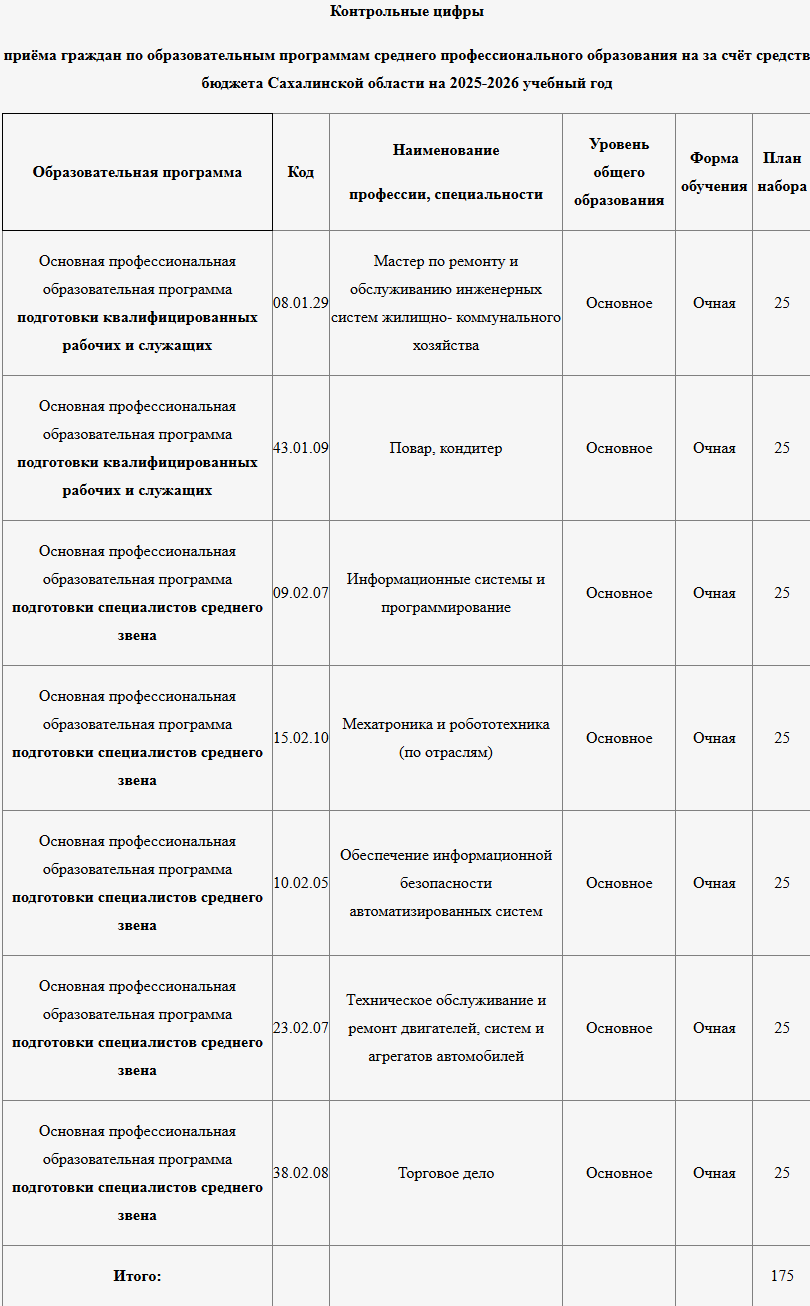 Контрольные цифры
приёма граждан по образовательным программам среднего профессионального образования на за счёт средств
бюджета Сахалинской области на 2025-2026 учебный год
Образовательная программа
Код
Наименование
профессии, специальности
Уровень
общего
образования
Форма
обучения
План
набора
Основная профессиональная
образовательная программа
подготовки квалифицированных
рабочих и служащих
08.01.29
Мастер по ремонту и
обслуживанию инженерных
систем жилищно- коммунального
хозяйства
Основное
Очная
25
Основная профессиональная
образовательная программа
подготовки квалифицированных
рабочих и служащих
43.01.09
Повар, кондитер
Основное
Очная
25
Основная профессиональная
образовательная программа
подготовки специалистов среднего
звена
09.02.07
Информационные системы и
программирование
Основное
Очная
25
Основная профессиональная
образовательная программа
подготовки специалистов среднего
звена
15.02.10
Мехатроника и робототехника
(по отраслям)
Основное
Очная
25
Основная профессиональная
образовательная программа
подготовки специалистов среднего
звена
10.02.05
Обеспечение информационной
безопасности
автоматизированных систем
Основное
Очная
25
Основная профессиональная
образовательная программа
подготовки специалистов среднего
звена
23.02.07
Техническое обслуживание и
ремонт двигателей, систем и
агрегатов автомобилей
Основное
Очная
25
Основная профессиональная
образовательная программа
подготовки специалистов среднего
звена
38.02.08
Торговое дело
Основное
Очная
25
Итого:
175